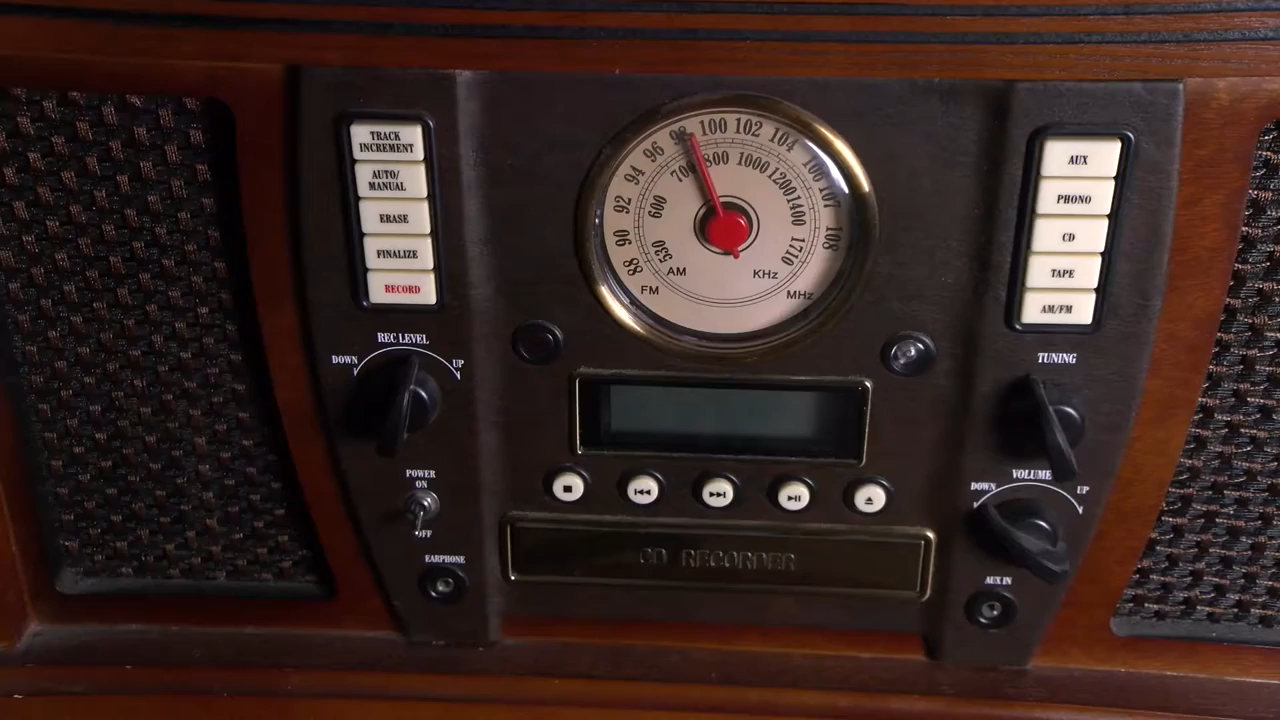 TRACK
INCREMENT
AUTO/
MANUAL
ERASE
FINALIZE
RECORD
REC LEVEL
DOWN UP
POWER
ON
OFF
EARPHONE
88 90 92 94 96 98 100 102 104 100 107 108
530 600 700 800 1000 1200 1400 1710
AM KHz
FM MHz
CD RECORDER
AUX
PHONO
CD
TAPE
AM/FM
TUNING
VOLUME
DOWN UP
AUX IN